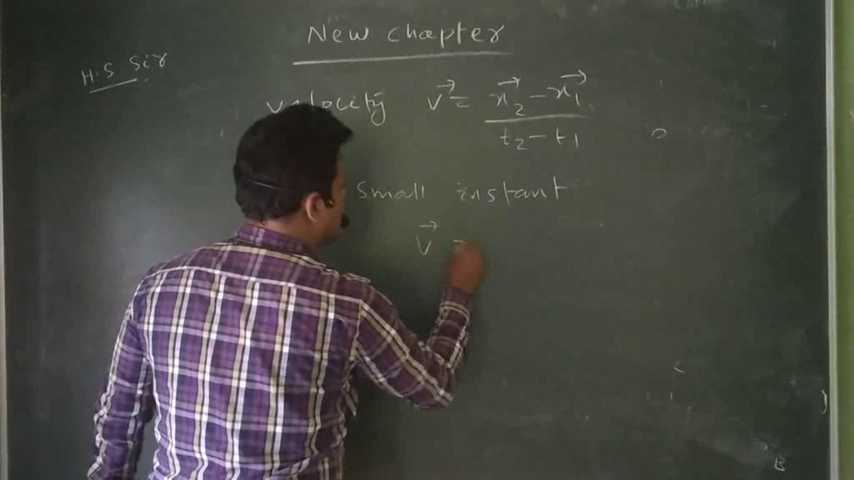 New chapter
H.S Sir
velocity v⃗ = (x⃗₂ − x⃗₁) / (t₂ − t₁)
small instant
v⃗ =